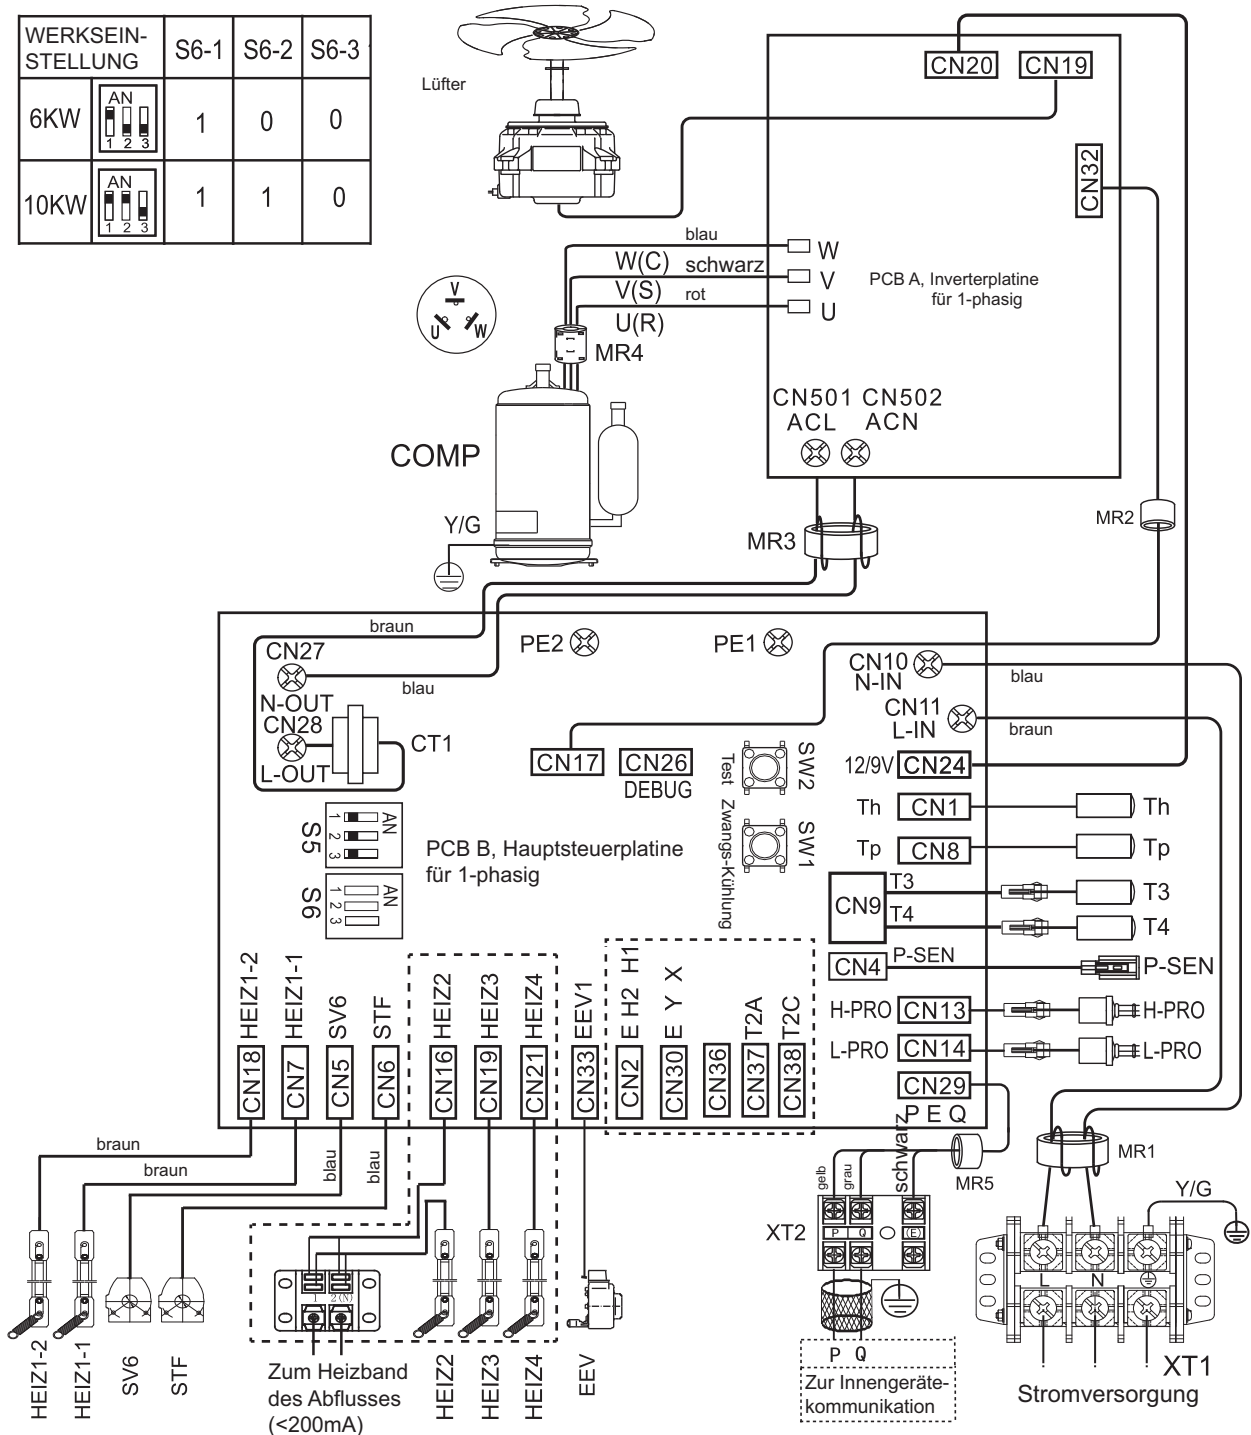 WERKSEIN-
STELLUNG
S6-1
S6-2
S6-3
6KW
AN
1 2 3
1
0
0
10KW
AN
1 2 3
1
1
0
Lüfter
CN20
CN19
CN32
blau
W
W(C)
schwarz
V
V(S)
rot
U
U(R)
PCB A, Inverterplatine
für 1-phasig
V
U
W
MR4
COMP
Y/G
CN501
ACL
CN502
ACN
MR3
MR2
braun
CN27
N-OUT
blau
CN28
L-OUT
CT1
PE2
PE1
CN10
N-IN
blau
CN11
L-IN
braun
CN17
CN26
DEBUG
SW2
Test
SW1
Zwangs-Kühlung
12/9V
CN24
Th
CN1
Th
Tp
CN8
Tp
CN9
T3
T3
T4
T4
CN4
P-SEN
P-SEN
H-PRO
CN13
H-PRO
L-PRO
CN14
L-PRO
CN29
P E Q
S5
1 2 3
AN
S6
1 2 3
AN
PCB B, Hauptsteuerplatine
für 1-phasig
HEIZ1-2
HEIZ1-1
SV6
STF
HEIZ2
HEIZ3
HEIZ4
EEV1
E H2 H1
E Y X
T2A
T2C
CN18
CN7
CN5
CN6
CN16
CN19
CN21
CN33
CN2
CN30
CN36
CN37
CN38
braun
braun
blau
blau
gelb
grau
schwarz
MR5
MR1
Y/G
XT2
P
Q
(E)
L
N
1
2(N)
HEIZ1-2
HEIZ1-1
SV6
STF
Zum Heizband
des Abflusses
(<200mA)
HEIZ2
HEIZ3
HEIZ4
EEV
P Q
Zur Innengeräte-
kommunikation
XT1
Stromversorgung